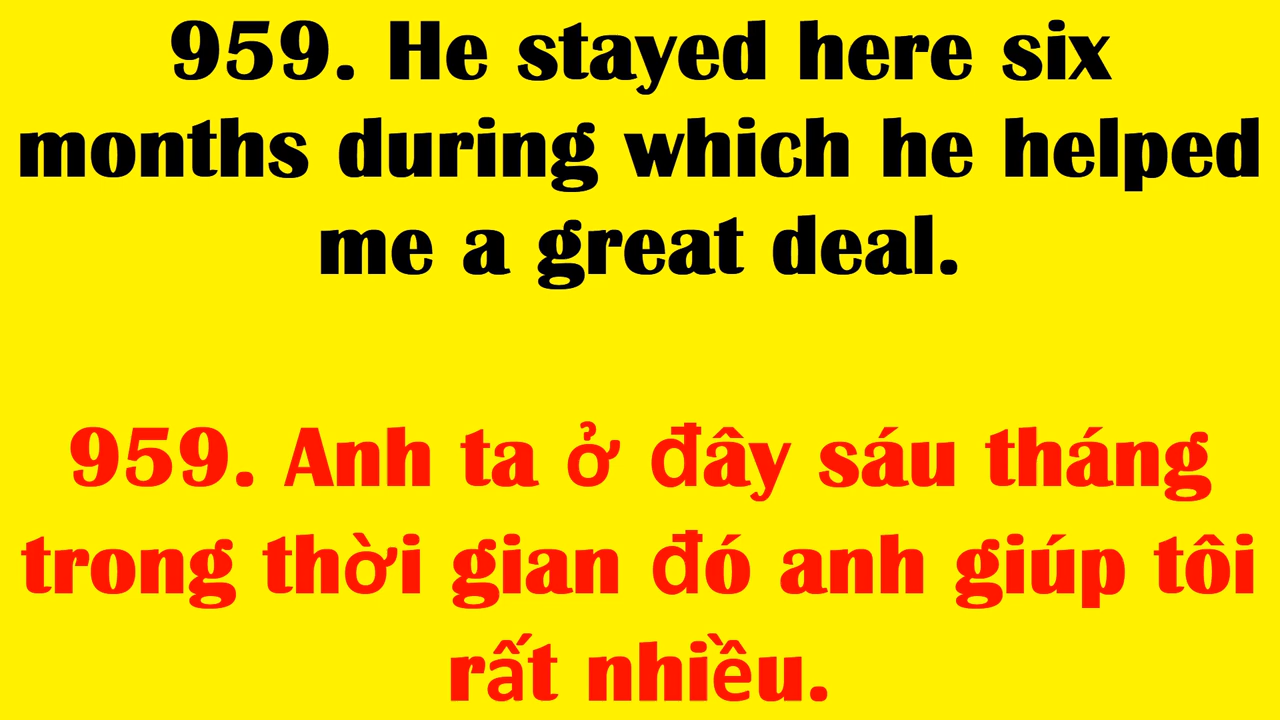 959. He stayed here six
months during which he helped
me a great deal.
959. Anh ta ở đây sáu tháng
trong thời gian đó anh giúp tôi
rất nhiều.